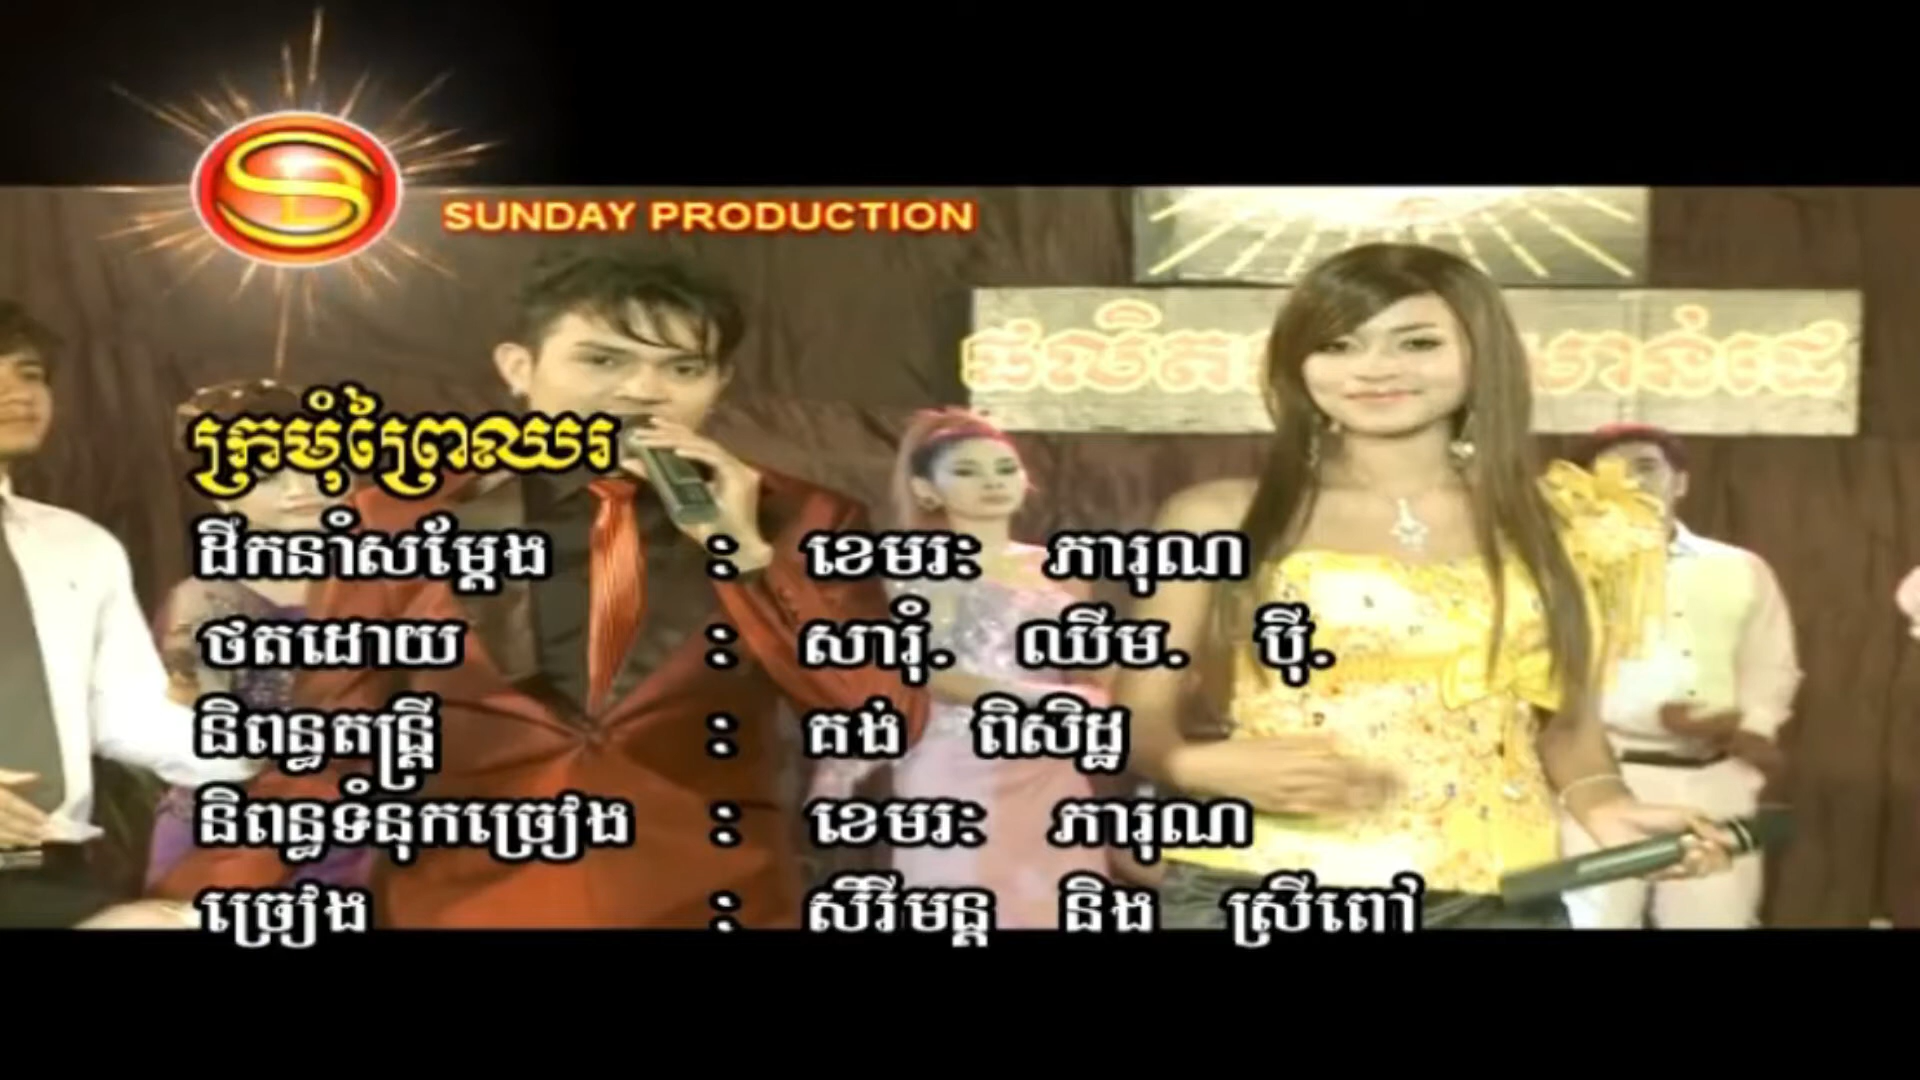 SUNDAY PRODUCTION
ក្រមុំព្រៃឈរ
ដឹកនាំសម្តែង : ខេមរៈ ភារុណ
ថតដោយ : សារុំ. ឈឹម. ប៊ី.
និពន្ធតន្ត្រី : គង់ ពិសិដ្ឋ
និពន្ធទំនុកច្រៀង : ខេមរៈ ភារុណ
ច្រៀង : សិរីមន្ត និង ស្រីពៅ